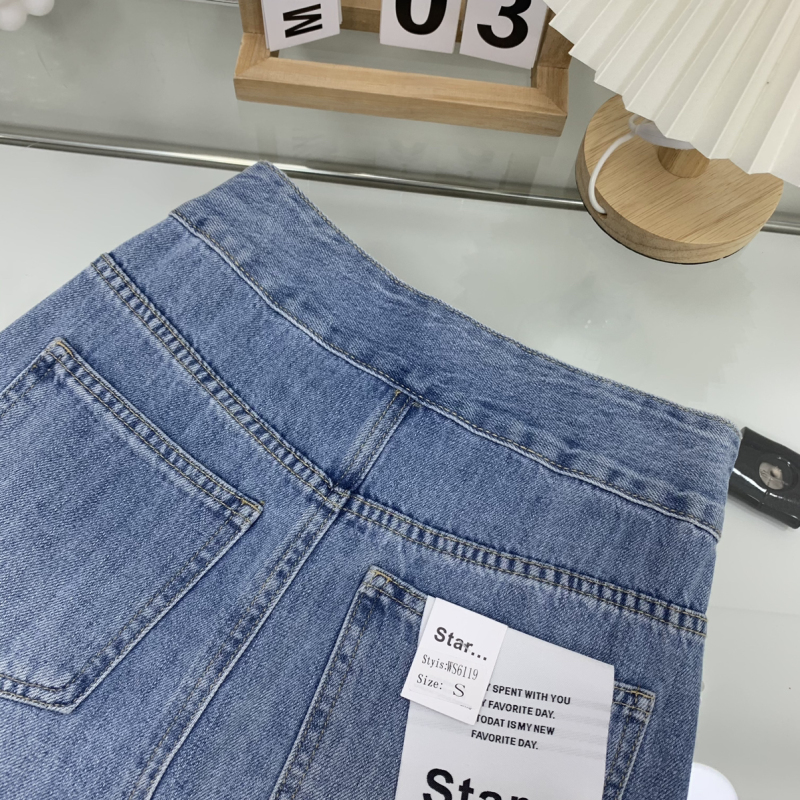 M
03
Star...
Styis:WS6119
Size: S
SPENT WITH YOU
FAVORITE DAY.
TODAT IS MY NEW
FAVORITE DAY.
Star...